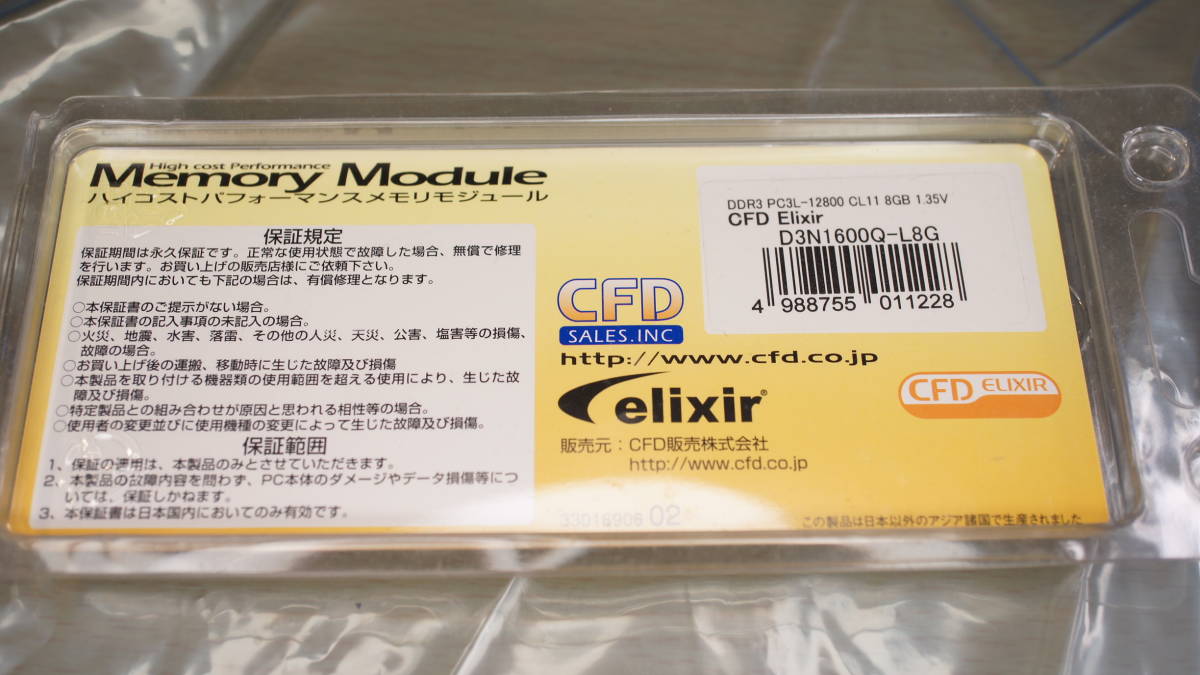 High cost Performance
Memory Module
ハイコストパフォーマンスメモリモジュール
保証規定
保証期間は永久保証です。正常な使用状態で故障した場合、無償で修理
を行います。お買い上げの販売店様にご依頼下さい。
保証期間内においても下記の場合は、有償修理となります。
○本保証書のご提示がない場合。
○本保証書の記入事項の未記入の場合。
○火災、地震、水害、落雷、その他の人災、天災、公害、塩害等の損傷、
故障の場合。
○お買い上げ後の運搬、移動時に生じた故障及び損傷
○本製品を取り付ける機器類の使用範囲を超える使用により、生じた故
障及び損傷。
○特定製品との組み合わせが原因と思われる相性等の場合。
○使用者の変更並びに使用機種の変更によって生じた故障及び損傷。
保証範囲
1、保証の運用は、本製品のみとさせていただきます。
2、本製品の故障内容を問わず、PC本体のダメージやデータ損傷等につ
いては、保証しかねます。
3、本保証書は日本国内においてのみ有効です。
DDR3 PC3L-12800 CL11 8GB 1.35V
CFD Elixir
D3N1600Q-L8G
4 988755 011228
CFD
SALES.INC
http://www.cfd.co.jp
elixir®
CFD ELIXIR
販売元：CFD販売株式会社
http://www.cfd.co.jp
33016906 02
この製品は日本以外のアジア諸国で生産されました